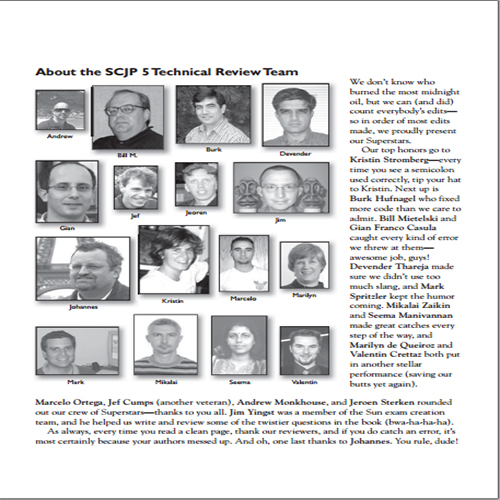 About the SCJP 5 Technical Review Team
Andrew
Bill M.
Burk
Devender
Gian
Jef
Jeoren
Jim
Johannes
Kristin
Marcelo
Marilyn
Mark
Mikalai
Seema
Valentin
We don't know who
burned the most midnight
oil, but we can (and did)
count everybody's edits—
so in order of most edits
made, we proudly present
our Superstars.
Our top honors go to
Kristin Stromberg—every
time you see a semicolon
used correctly, tip your hat
to Kristin. Next up is
Burk Hufnagel who fixed
more code than we care to
admit. Bill Mietelski and
Gian Franco Casula
caught every kind of error
we threw at them—
awesome job, guys!
Devender Thareja made
sure we didn't use too
much slang, and Mark
Spritzler kept the humor
coming. Mikalai Zaikin
and Seema Manivannan
made great catches every
step of the way, and
Marilyn de Queiroz and
Valentin Crettaz both put
in another stellar
performance (saving our
butts yet again).
Marcelo Ortega, Jef Cumps (another veteran), Andrew Monkhouse, and Jeroen Sterken rounded
out our crew of Superstars—thanks to you all. Jim Yingst was a member of the Sun exam creation
team, and he helped us write and review some of the twistier questions in the book (bwa-ha-ha-ha).
As always, every time you read a clean page, thank our reviewers, and if you do catch an error, it's
most certainly because your authors messed up. And oh, one last thanks to Johannes. You rule, dude!